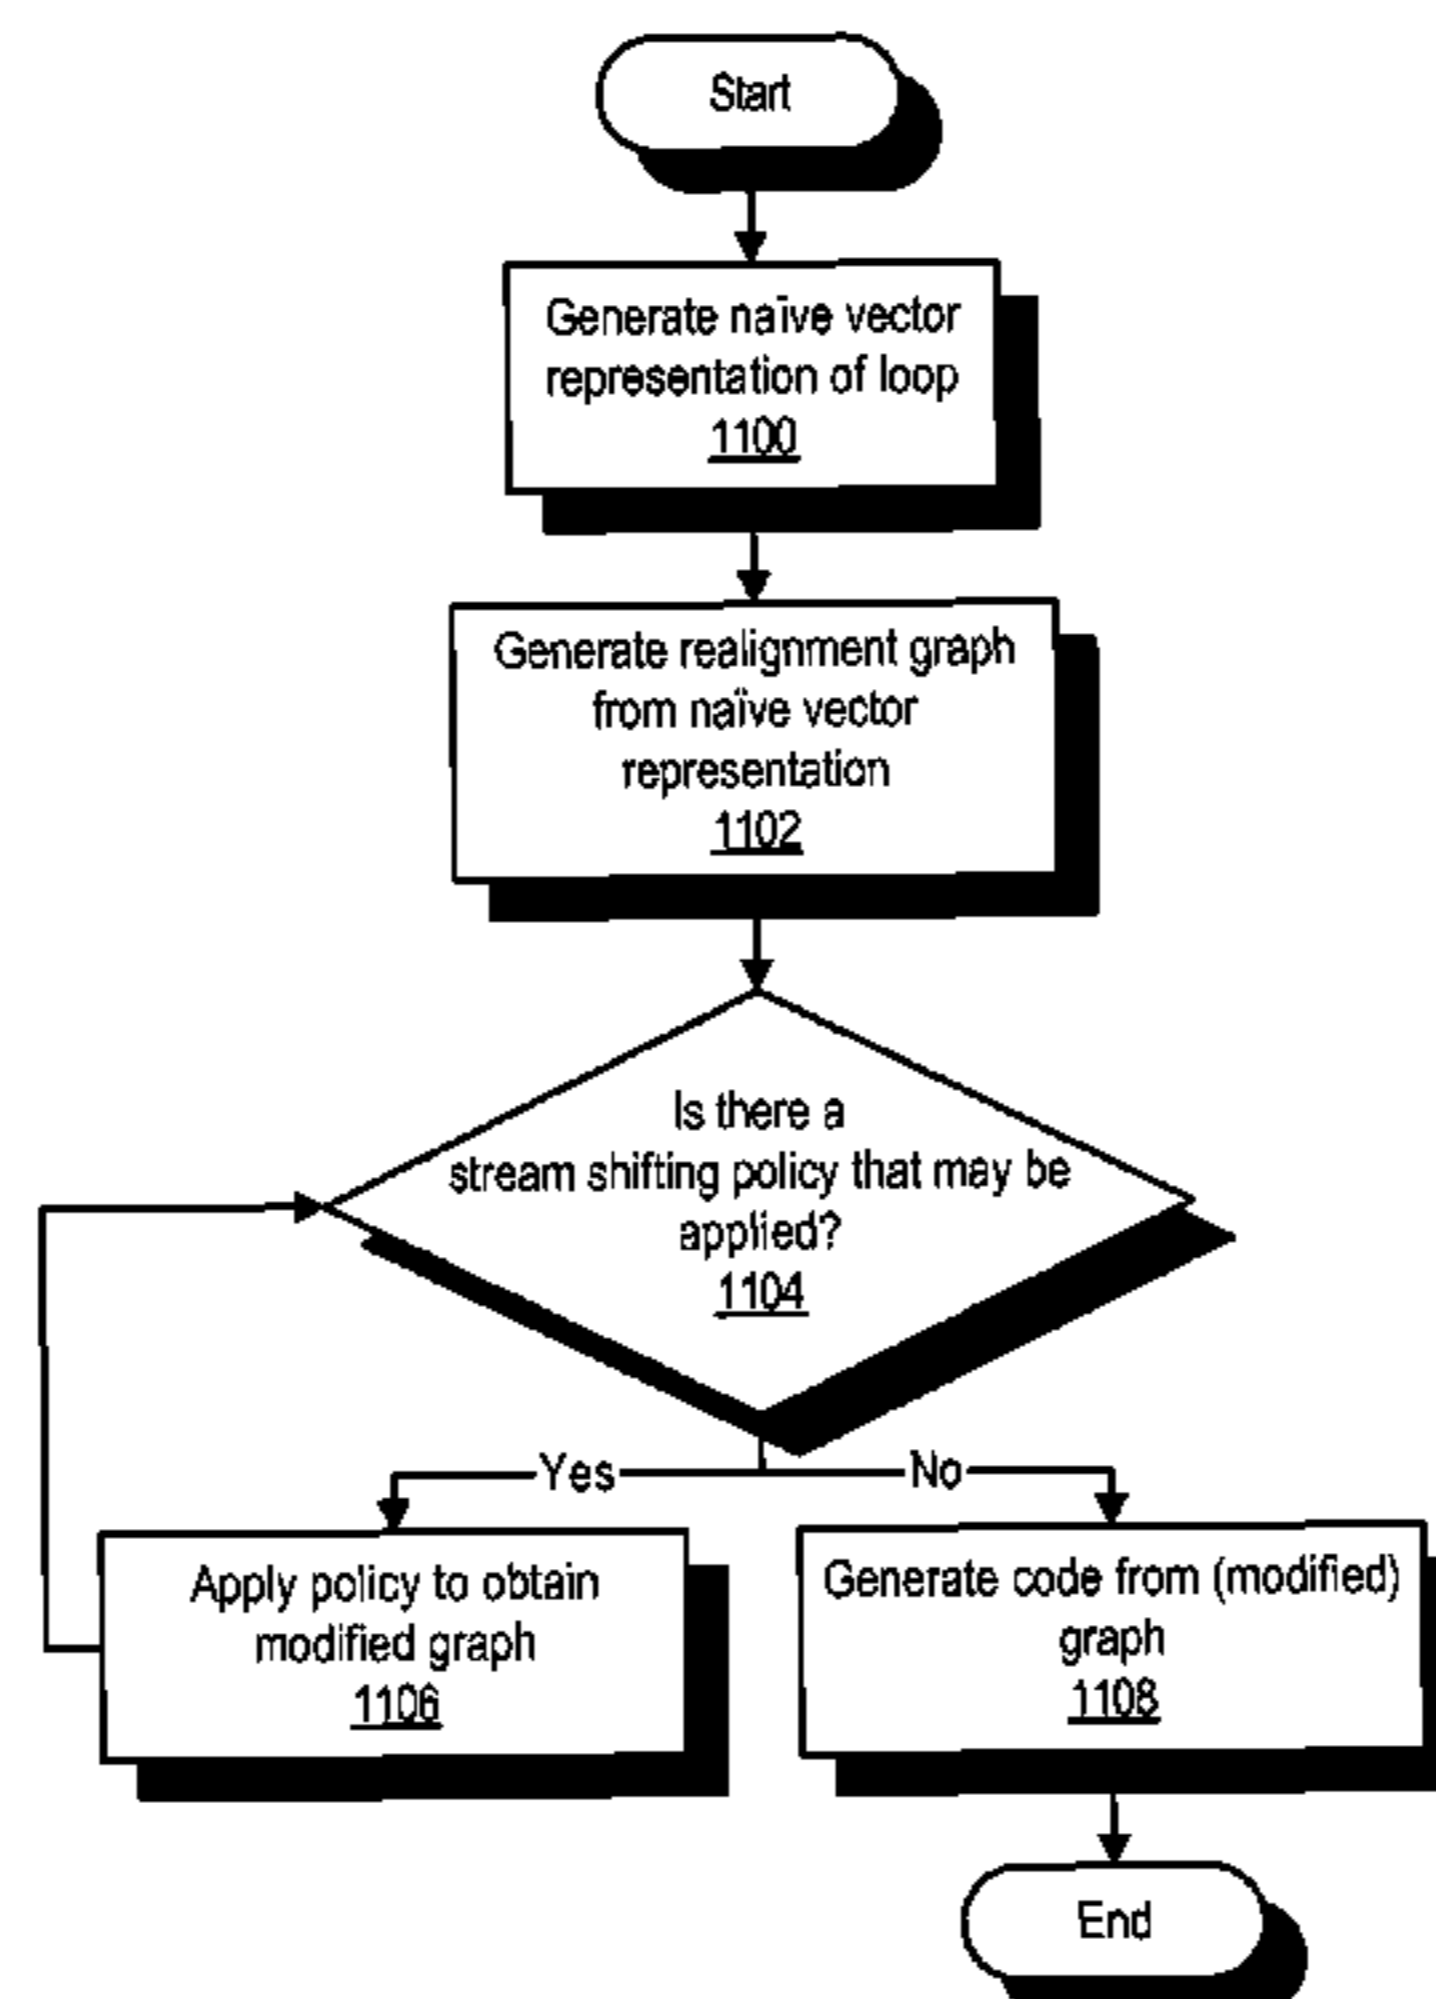 Start
Generate naïve vector
representation of loop
1100
Generate realignment graph
from naïve vector
representation
1102
Is there a
stream shifting policy that may be
applied?
1104
Yes
No
Apply policy to obtain
modified graph
1106
Generate code from (modified)
graph
1108
End